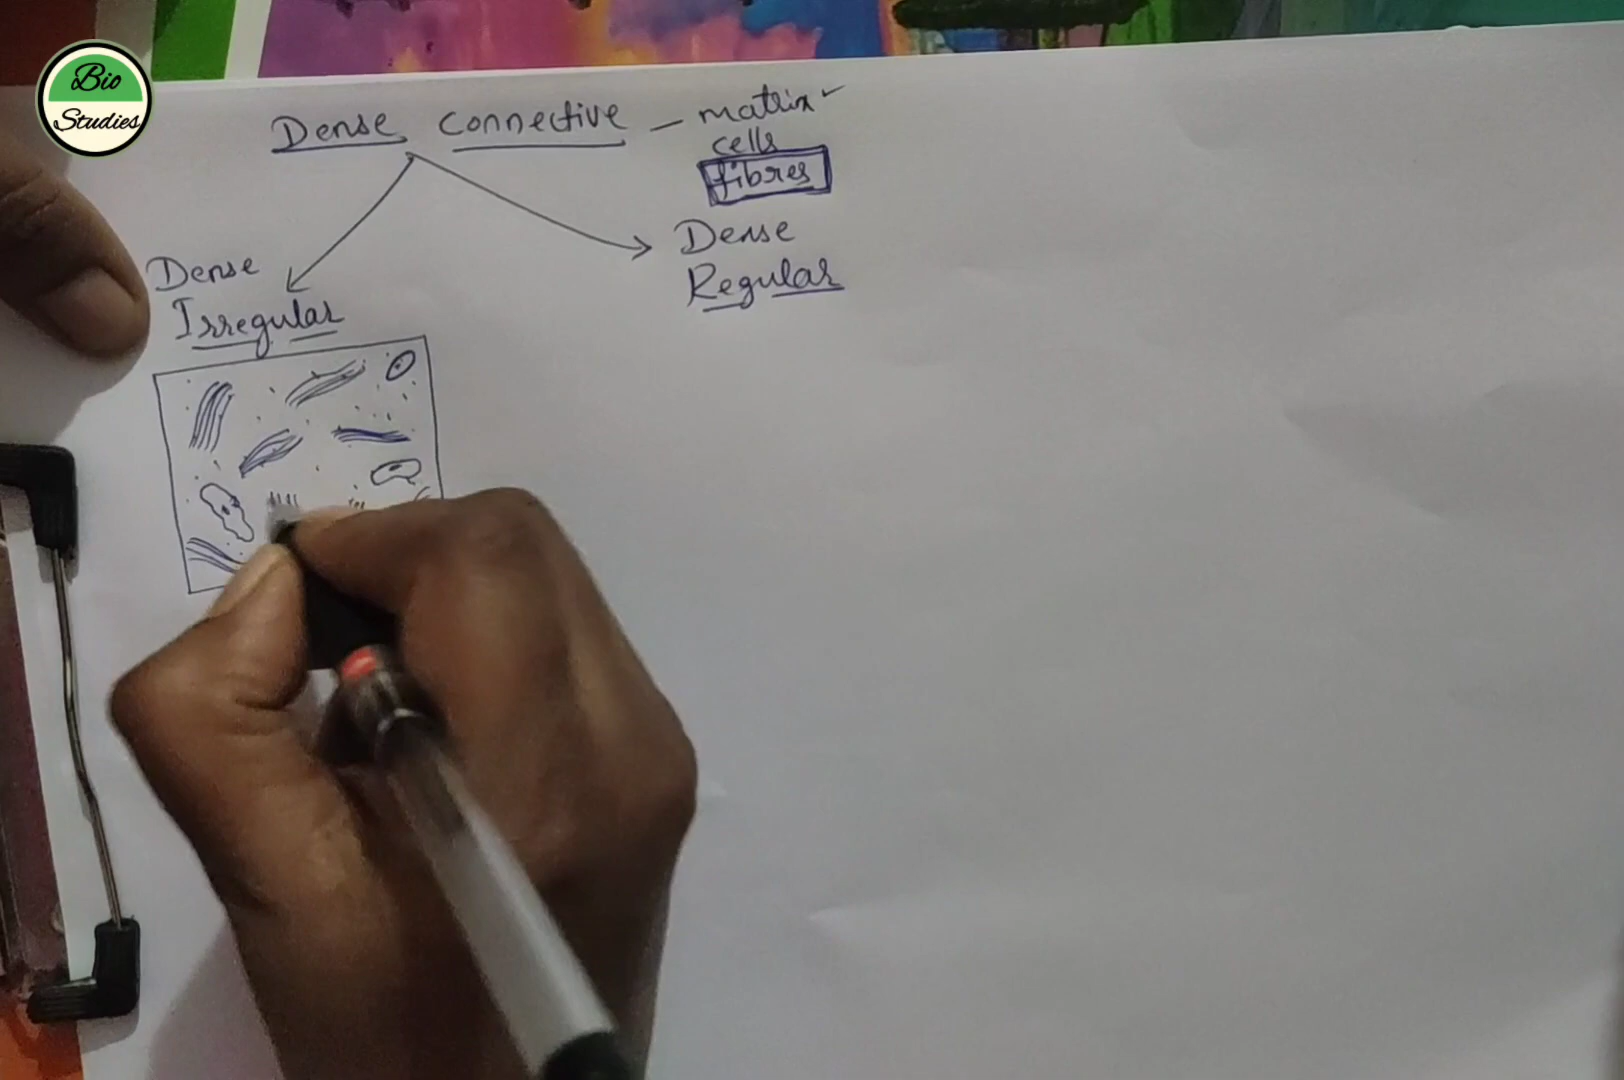 Bio
Studies
Dense connective - matrix
cells
fibres
Dense
Regular
Dense
Irregular